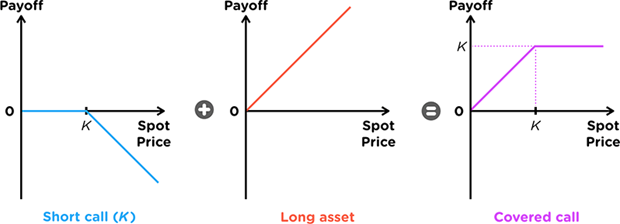 Payoff
0
K
Spot
Price
Short call (K)
+
Payoff
0
Spot
Price
Long asset
=
Payoff
K
0
K
Spot
Price
Covered call